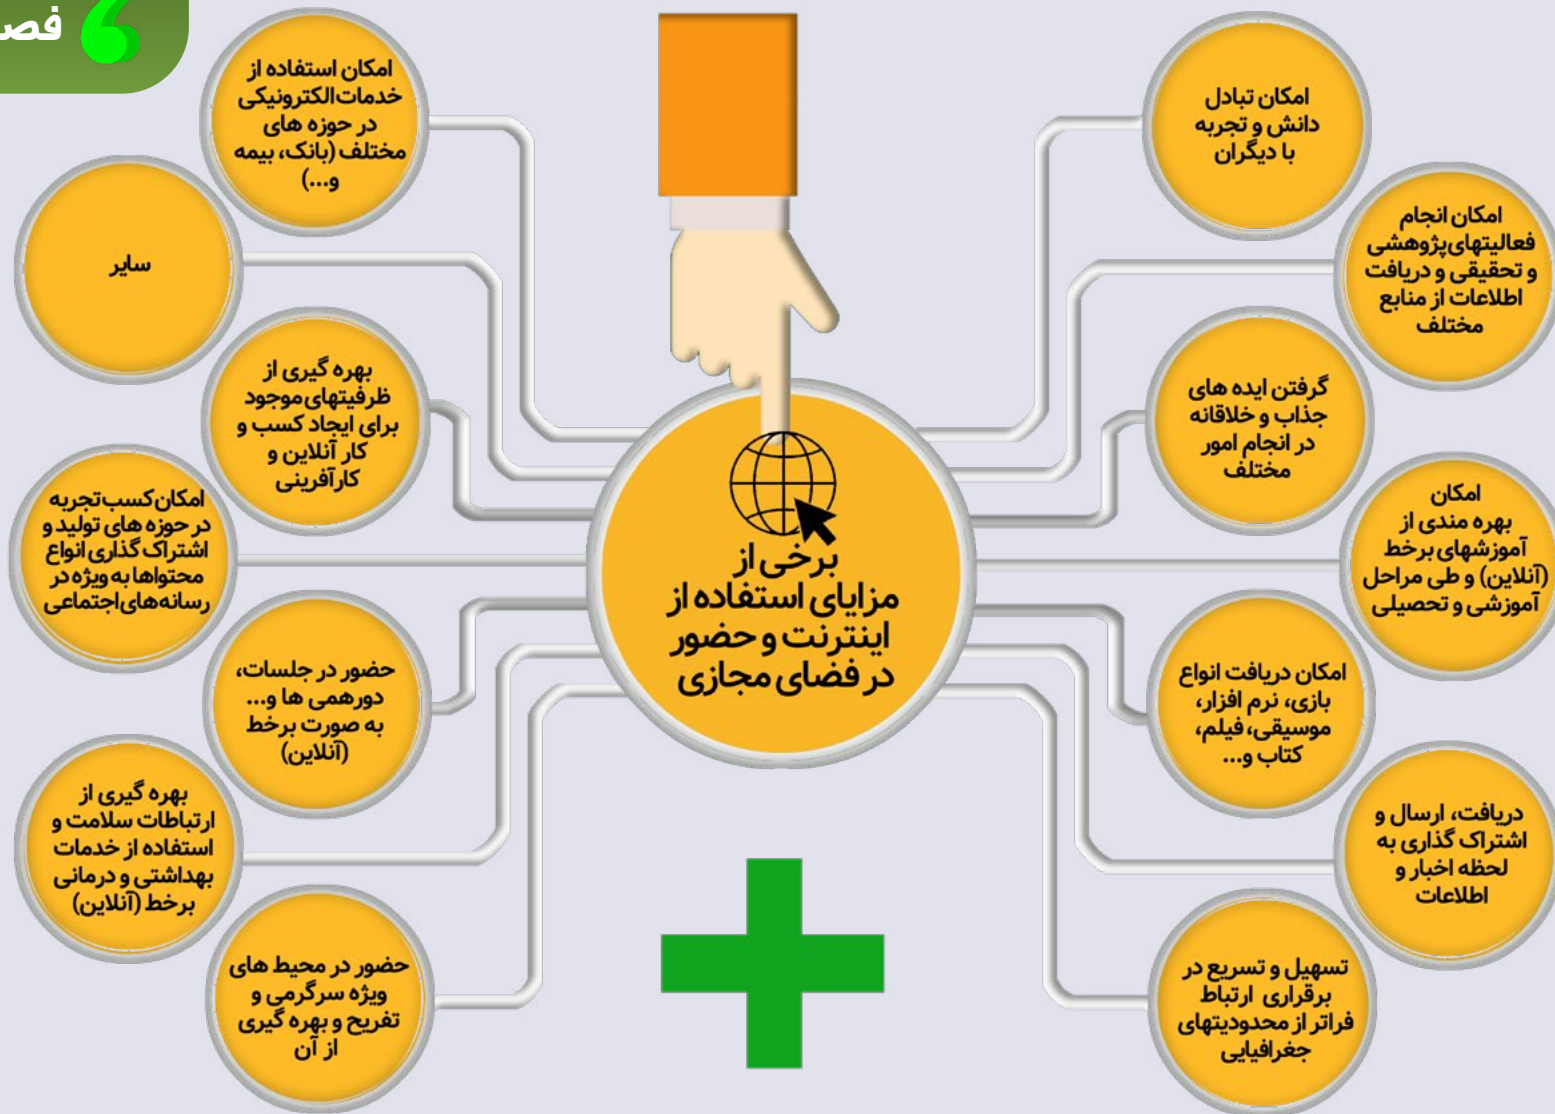 فصـ
برخی از
مزایای استفاده از
اینترنت و حضور
در فضای مجازی
امکان تبادل
دانش و تجربه
با دیگران
امکان انجام
فعالیتهای‌پژوهشی
و تحقیقی و دریافت
اطلاعات از منابع
مختلف
گرفتن ایده های
جذاب و خلاقانه
در انجام امور
مختلف
امکان
بهره مندی از
آموزشهای برخط
(آنلاین) و طی مراحل
آموزشی و تحصیلی
امکان دریافت انواع
بازی، نرم افزار،
موسیقی، فیلم،
کتاب و...
دریافت، ارسال و
اشتراک گذاری به
لحظه اخبار و
اطلاعات
تسهیل و تسریع در
برقراری ارتباط
فراتر از محدودیتهای
جغرافیایی
امکان استفاده از
خدمات‌الکترونیکی
در حوزه های
مختلف (بانک، بیمه
و...)
سایر
بهره گیری از
ظرفیتهای‌موجود
برای ایجاد کسب و
کار آنلاین و
کارآفرینی
امکان‌کسب‌تجربه
در حوزه های تولید و
اشتراک گذاری انواع
محتواها به ویژه در
رسانه‌های‌اجتماعی
حضور در جلسات،
دورهمی ها و...
به صورت برخط
(آنلاین)
بهره گیری از
ارتباطات سلامت و
استفاده از خدمات
بهداشتی و درمانی
برخط (آنلاین)
حضور در محیط های
ویژه سرگرمی و
تفریح و بهره گیری
از آن